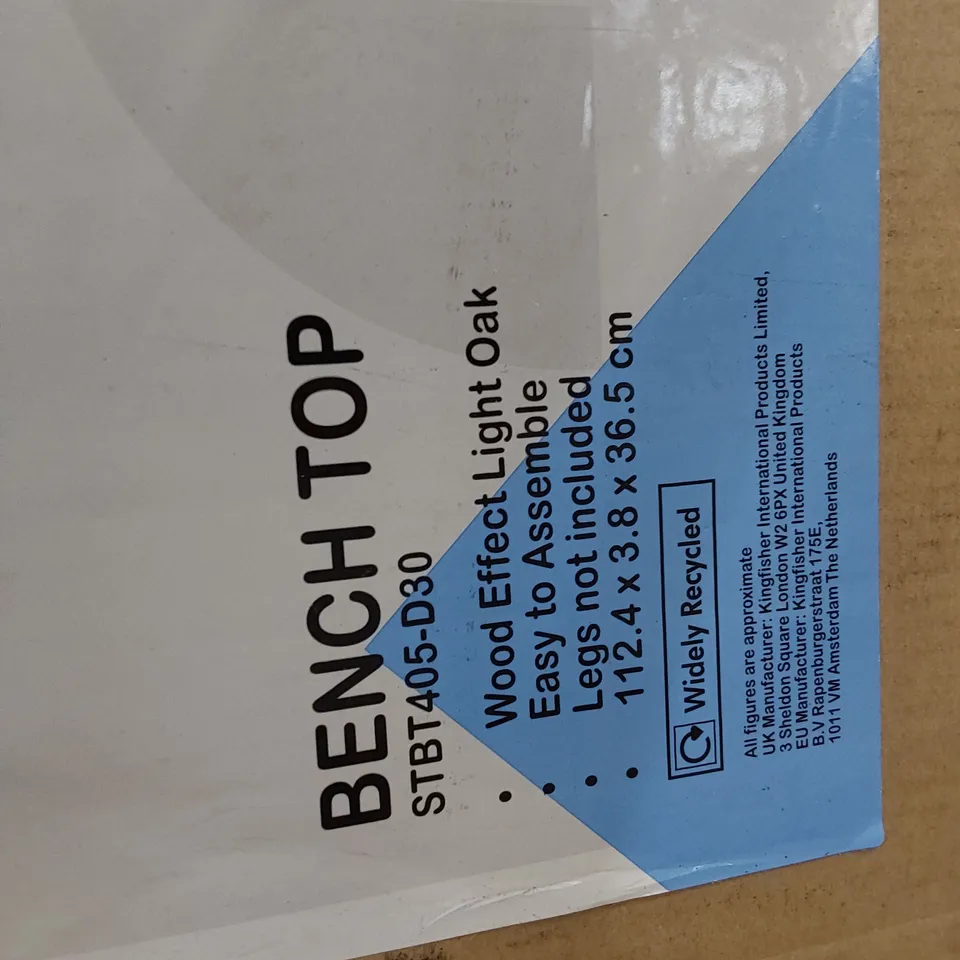 BENCH TOP
STBT405-D30
• Wood Effect Light Oak
• Easy to Assemble
• Legs not included
• 112.4 x 3.8 x 36.5 cm
Widely Recycled
All figures are approximate
UK Manufacturer: Kingfisher International Products Limited,
3 Sheldon Square London W2 6PX United Kingdom
EU Manufacturer: Kingfisher International Products
B.V Rapenburgerstraat 175E,
1011 VM Amsterdam The Netherlands